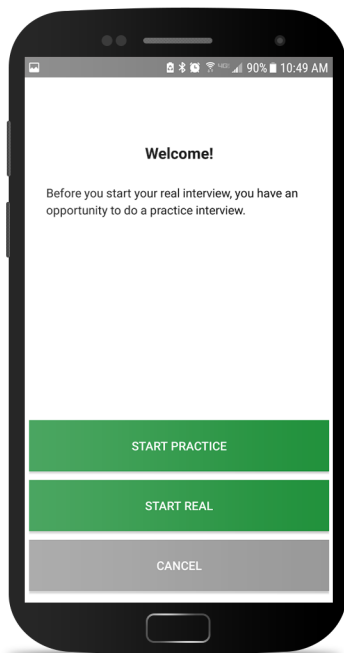 90% 10:49 AM
Welcome!
Before you start your real interview, you have an
opportunity to do a practice interview.
START PRACTICE
START REAL
CANCEL